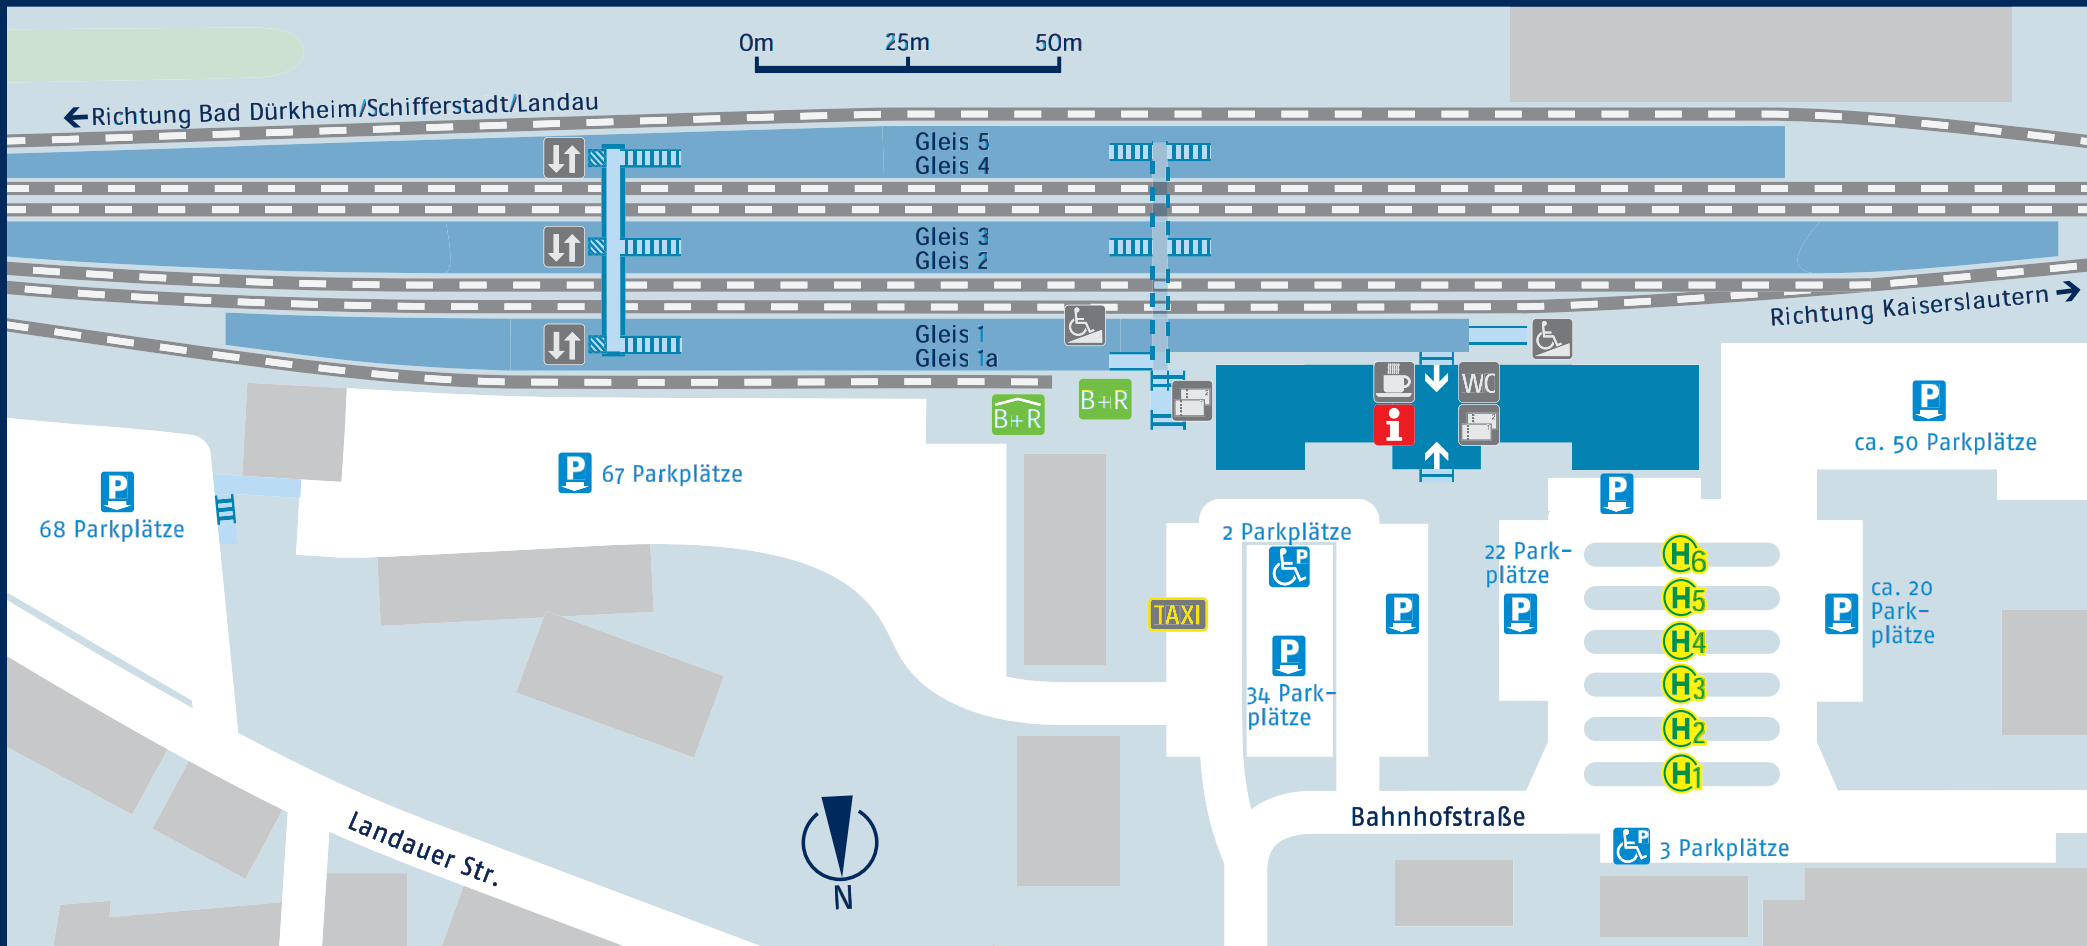 0m 25m 50m
Richtung Bad Dürkheim/Schifferstadt/Landau
Gleis 5
Gleis 4
Gleis 3
Gleis 2
Richtung Kaiserslautern
Gleis 1
Gleis 1a
WC
B+R
B+R
i
P
ca. 50 Parkplätze
P
67 Parkplätze
P
68 Parkplätze
P
2 Parkplätze
P
22 Park-
plätze
P
H6
H5
H4
H3
H2
H1
P
ca. 20
Park-
plätze
TAXI
P
P
34 Park-
plätze
Bahnhofstraße
Landauer Str.
P
3 Parkplätze
N